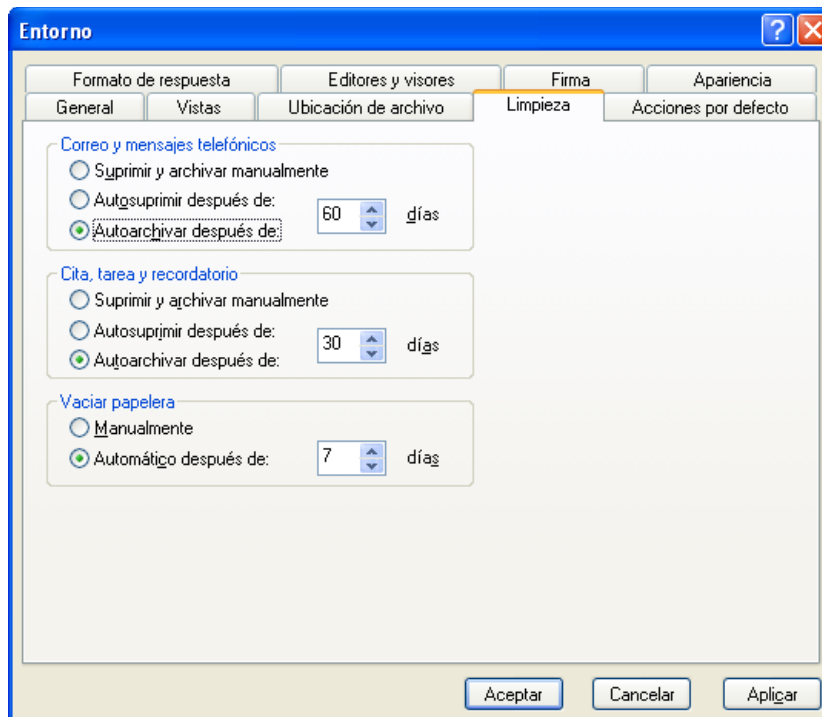 Entorno
Formato de respuesta Editores y visores Firma Apariencia
General Vistas Ubicación de archivo Limpieza Acciones por defecto
Correo y mensajes telefónicos
Suprimir y archivar manualmente
Autosuprimir después de:
60 días
Autoarchivar después de:
Cita, tarea y recordatorio
Suprimir y archivar manualmente
Autosuprimir después de:
30 días
Autoarchivar después de:
Vaciar papelera
Manualmente
Automático después de: 7 días
Aceptar Cancelar Aplicar